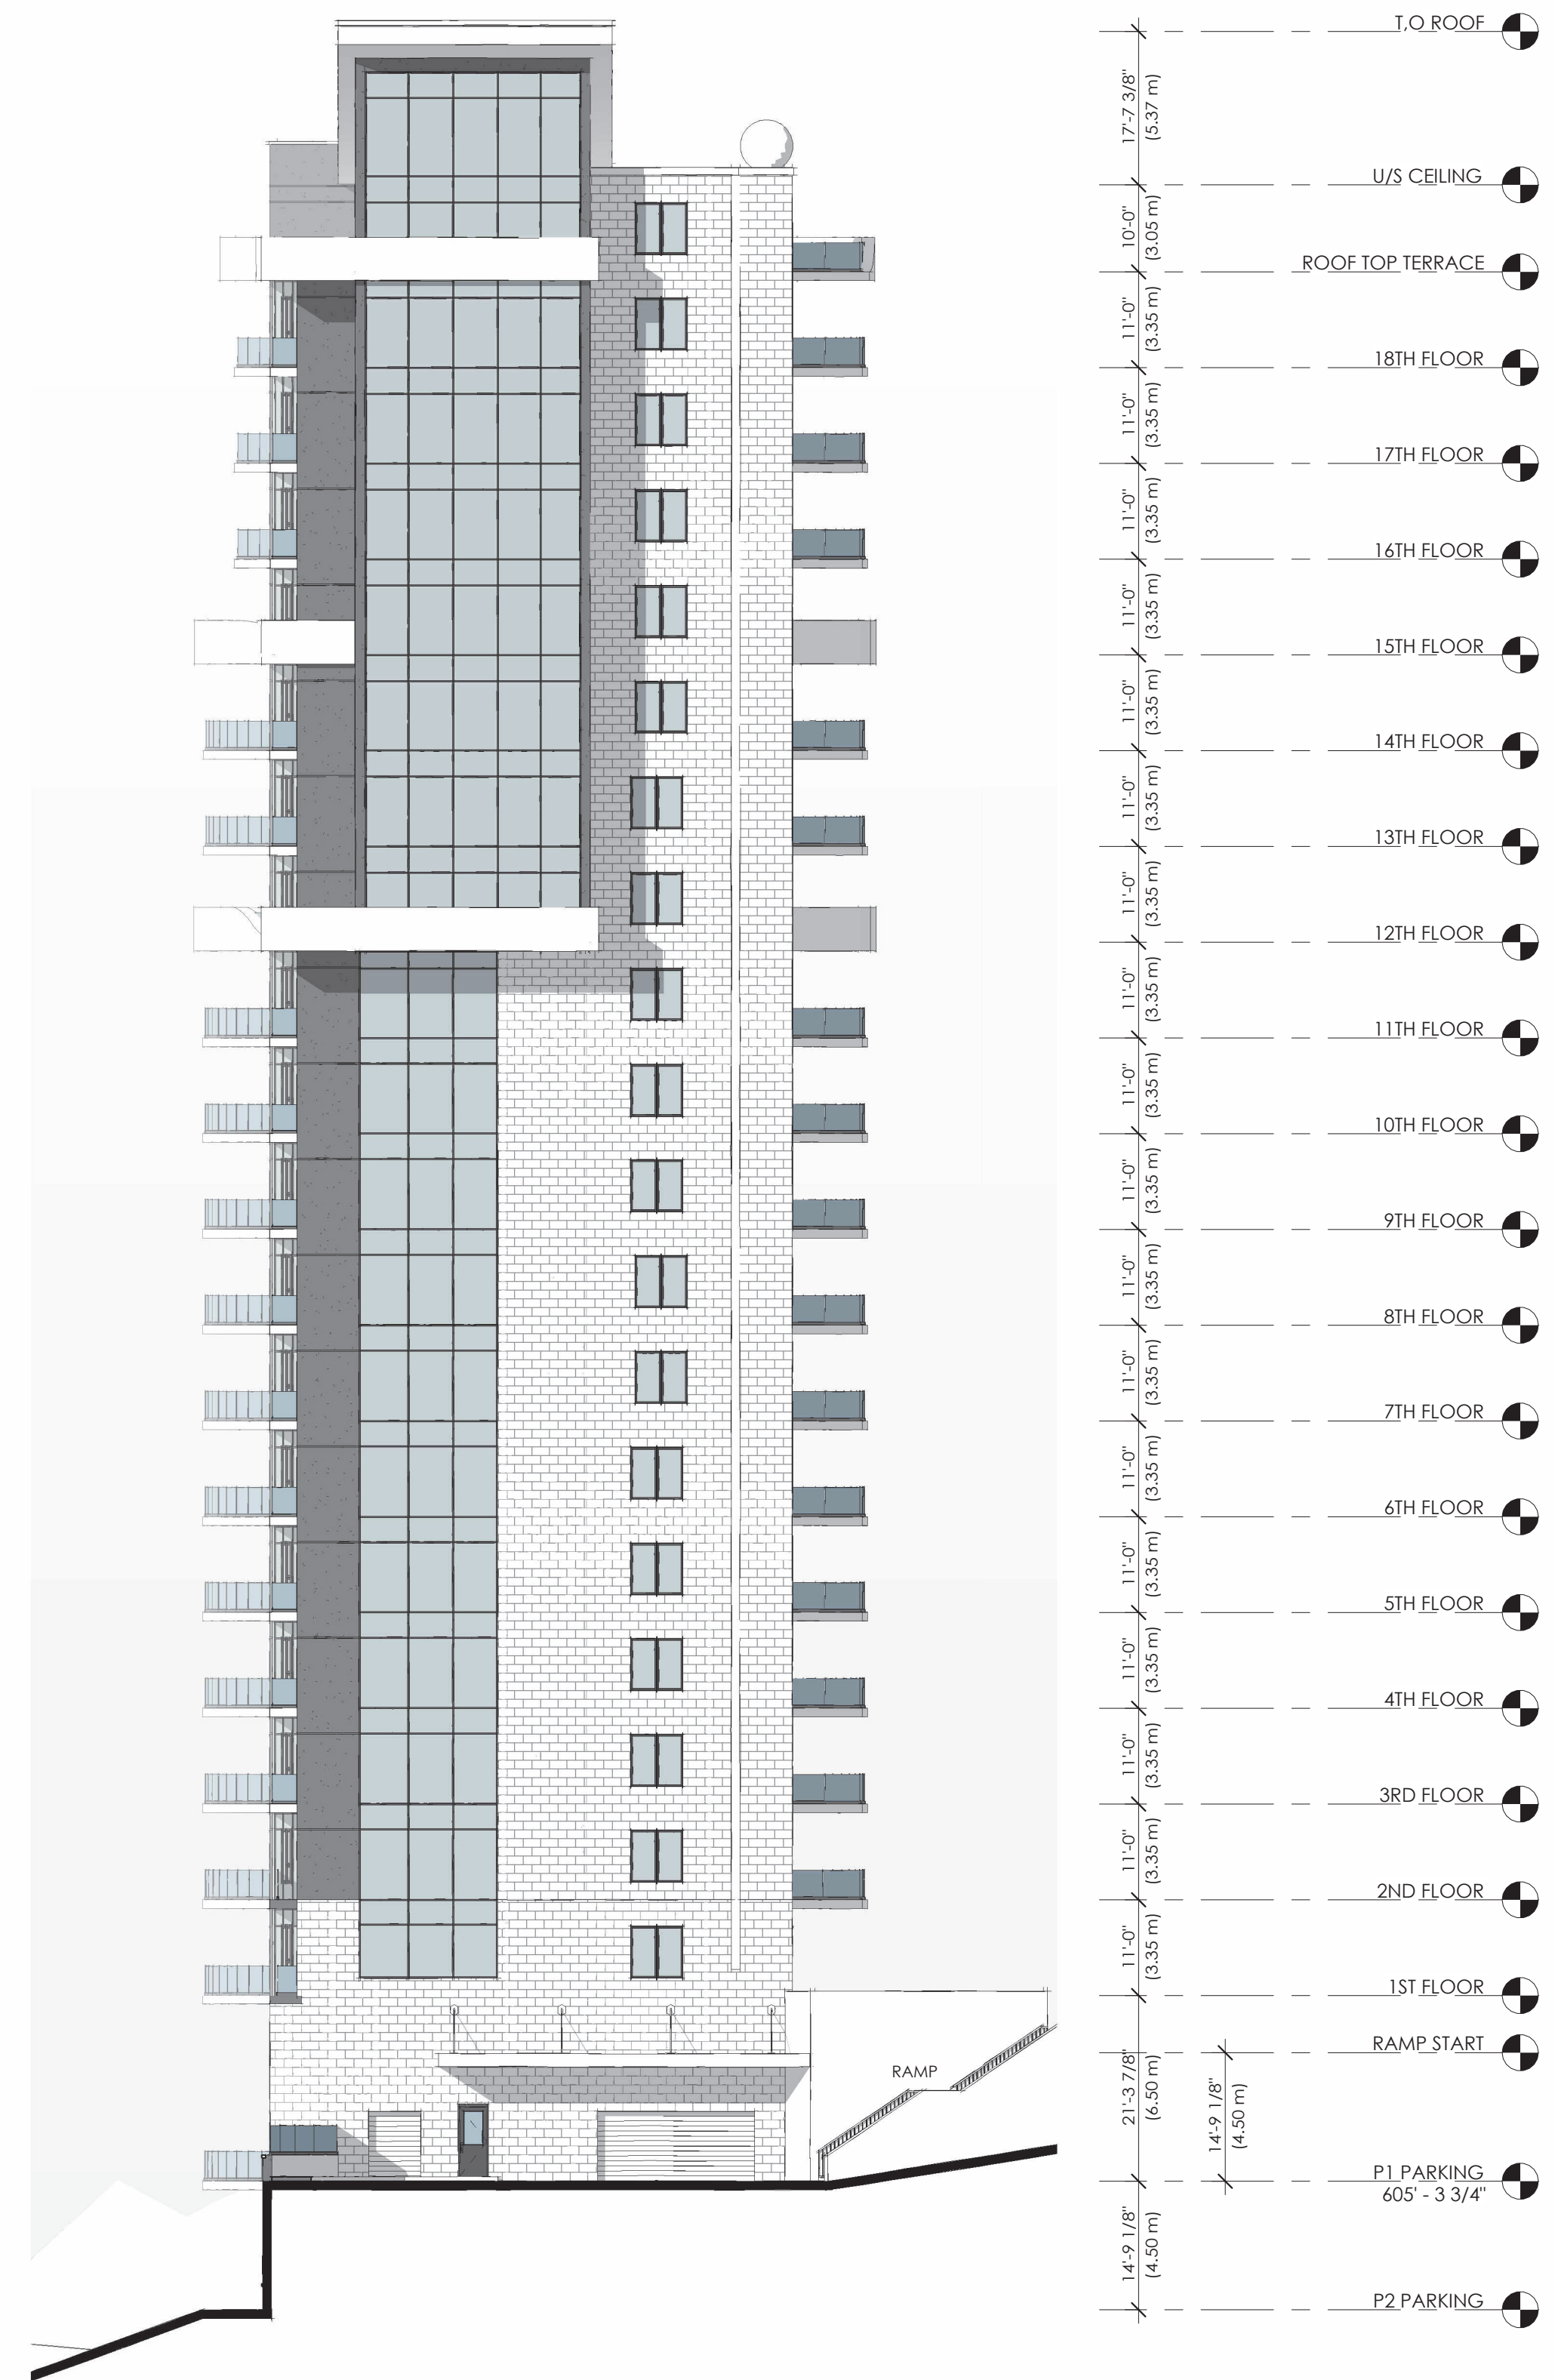 T,O ROOF
17'-7 3/8"
(5.37 m)
U/S CEILING
10'-0"
(3.05 m)
ROOF TOP TERRACE
11'-0"
(3.35 m)
18TH FLOOR
11'-0"
(3.35 m)
17TH FLOOR
11'-0"
(3.35 m)
16TH FLOOR
11'-0"
(3.35 m)
15TH FLOOR
11'-0"
(3.35 m)
14TH FLOOR
11'-0"
(3.35 m)
13TH FLOOR
11'-0"
(3.35 m)
12TH FLOOR
11'-0"
(3.35 m)
11TH FLOOR
11'-0"
(3.35 m)
10TH FLOOR
11'-0"
(3.35 m)
9TH FLOOR
11'-0"
(3.35 m)
8TH FLOOR
11'-0"
(3.35 m)
7TH FLOOR
11'-0"
(3.35 m)
6TH FLOOR
11'-0"
(3.35 m)
5TH FLOOR
11'-0"
(3.35 m)
4TH FLOOR
11'-0"
(3.35 m)
3RD FLOOR
11'-0"
(3.35 m)
2ND FLOOR
11'-0"
(3.35 m)
1ST FLOOR
RAMP START
RAMP
21'-3 7/8"
(6.50 m)
14'-9 1/8"
(4.50 m)
P1 PARKING
605' - 3 3/4"
14'-9 1/8"
(4.50 m)
P2 PARKING